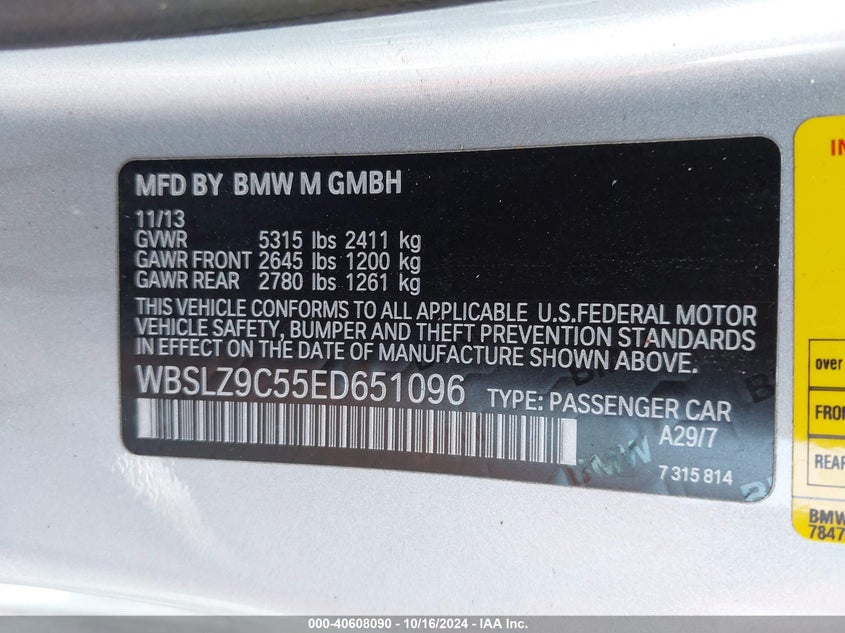 MFD BY BMW M GMBH
11/13
GVWR 5315 lbs 2411 kg
GAWR FRONT 2645 lbs 1200 kg
GAWR REAR 2780 lbs 1261 kg
THIS VEHICLE CONFORMS TO ALL APPLICABLE U.S.FEDERAL MOTOR
VEHICLE SAFETY, BUMPER AND THEFT PREVENTION STANDARDS
IN EFFECT ON THE DATE OF MANUFACTURE SHOWN ABOVE.
WBSLZ9C55ED651096 TYPE: PASSENGER CAR
A29/7
BMW
7 315 814
over
REAR
BMW
7847
000-40608090 - 10/16/2024 - IAA Inc.